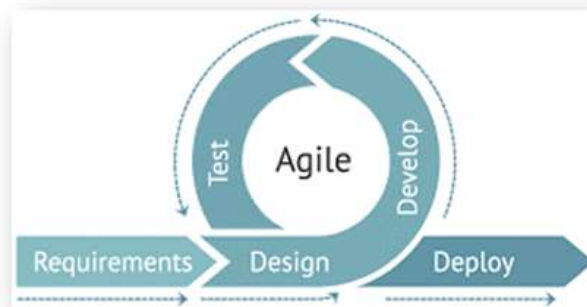 Test
Agile
Develop
Requirements
Design
Deploy